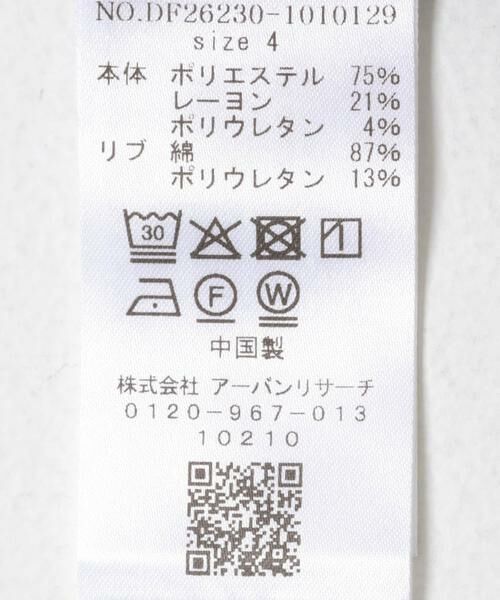 NO.DF26230-1010129
size 4
本体 ポリエステル 75%
レーヨン 21%
ポリウレタン 4%
リブ 綿 87%
ポリウレタン 13%
30
F W
中国製
株式会社 アーバンリサーチ
0120-967-013
10210